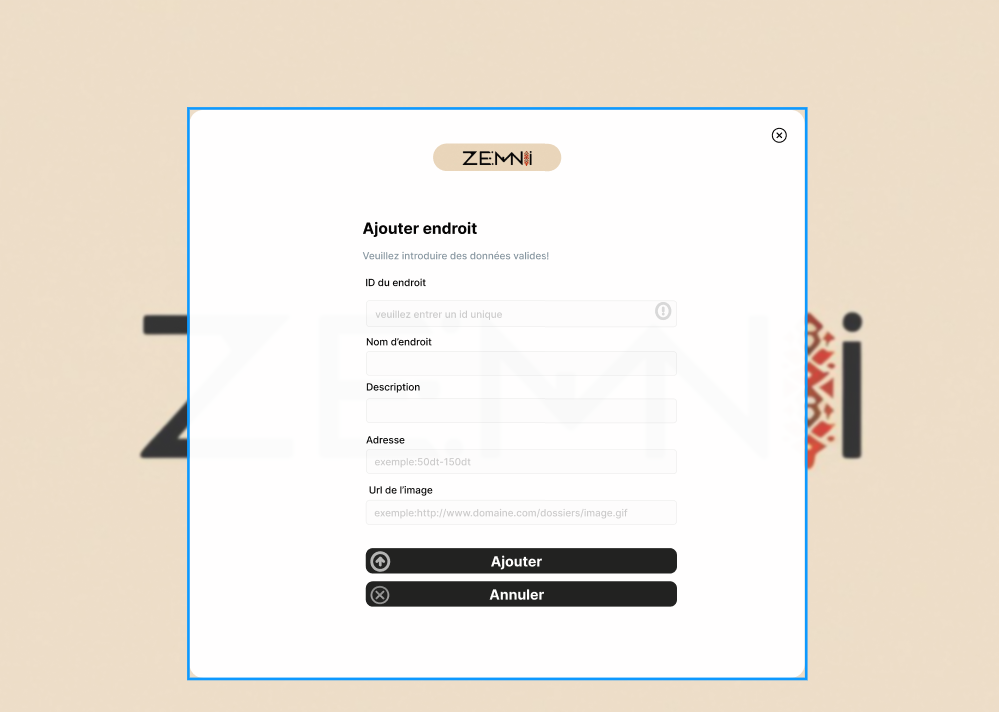 ZEMNi
Ajouter endroit
Veuillez introduire des données valides!
ID du endroit
veuillez entrer un id unique
Nom d'endroit
Description
Adresse
exemple:50dt-150dt
Url de l'image
exemple:http://www.domaine.com/dossiers/image.gif
Ajouter
Annuler
ZEMNi